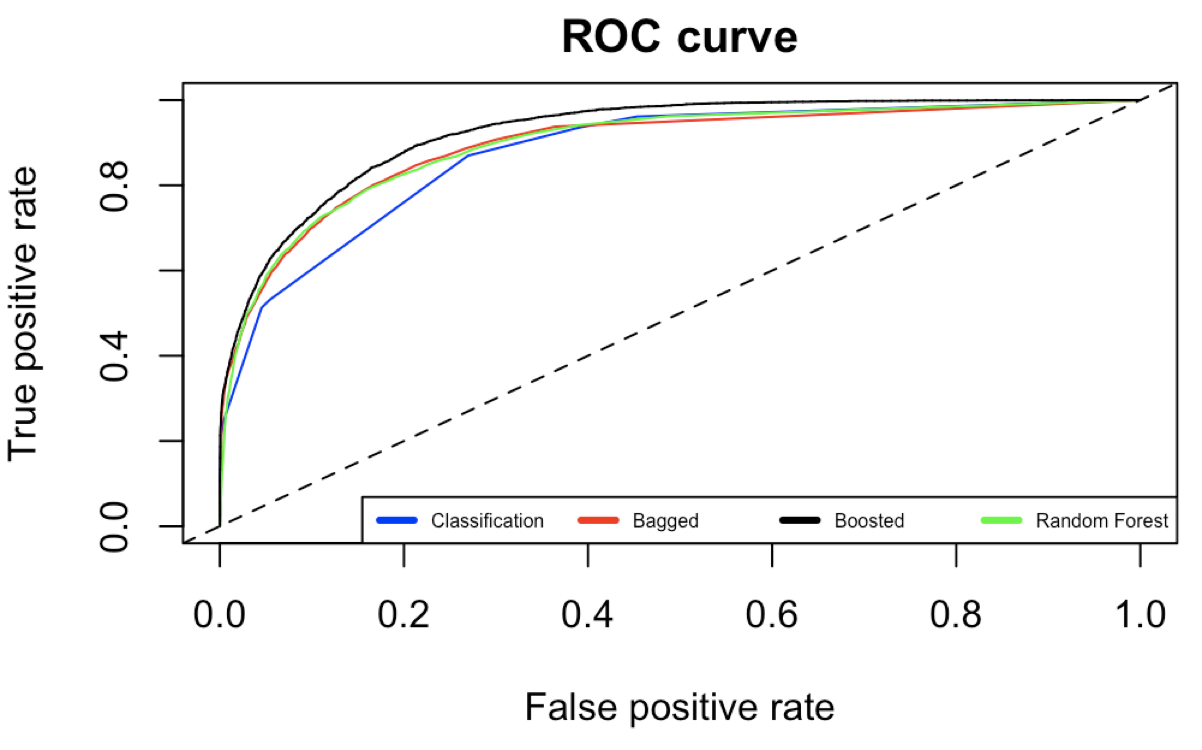 ROC curve
True positive rate
0.8
0.4
0.0
Classification Bagged Boosted Random Forest
0.0 0.2 0.4 0.6 0.8 1.0
False positive rate